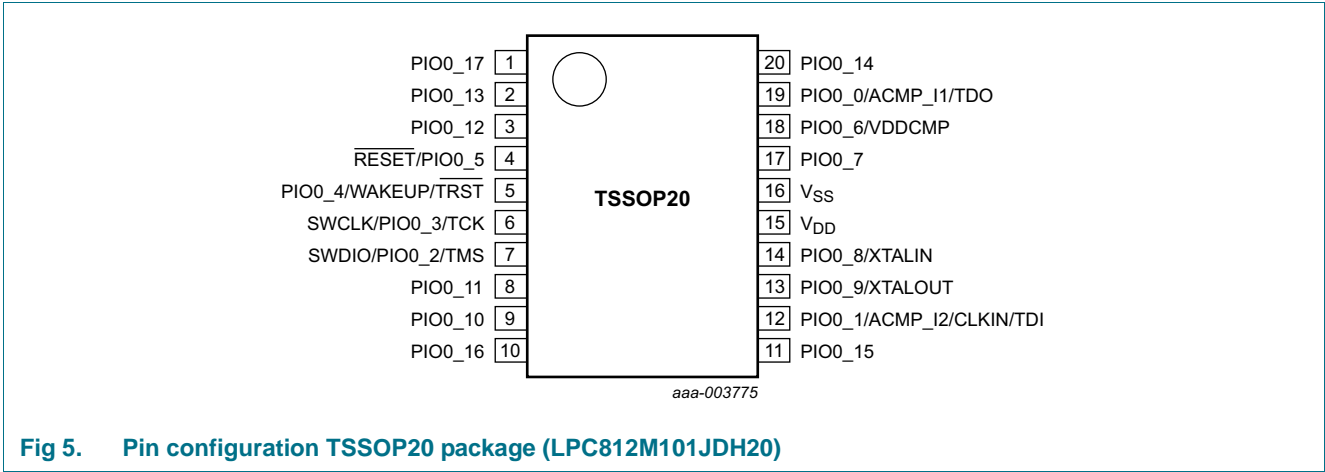 PIO0_17 1 20 PIO0_14
PIO0_13 2 19 PIO0_0/ACMP_I1/TDO
PIO0_12 3 18 PIO0_6/VDDCMP
RESET/PIO0_5 4 17 PIO0_7
PIO0_4/WAKEUP/TRST 5 16 VSS
TSSOP20
SWCLK/PIO0_3/TCK 6 15 VDD
SWDIO/PIO0_2/TMS 7 14 PIO0_8/XTALIN
PIO0_11 8 13 PIO0_9/XTALOUT
PIO0_10 9 12 PIO0_1/ACMP_I2/CLKIN/TDI
PIO0_16 10 11 PIO0_15
aaa-003775
Fig 5. Pin configuration TSSOP20 package (LPC812M101JDH20)